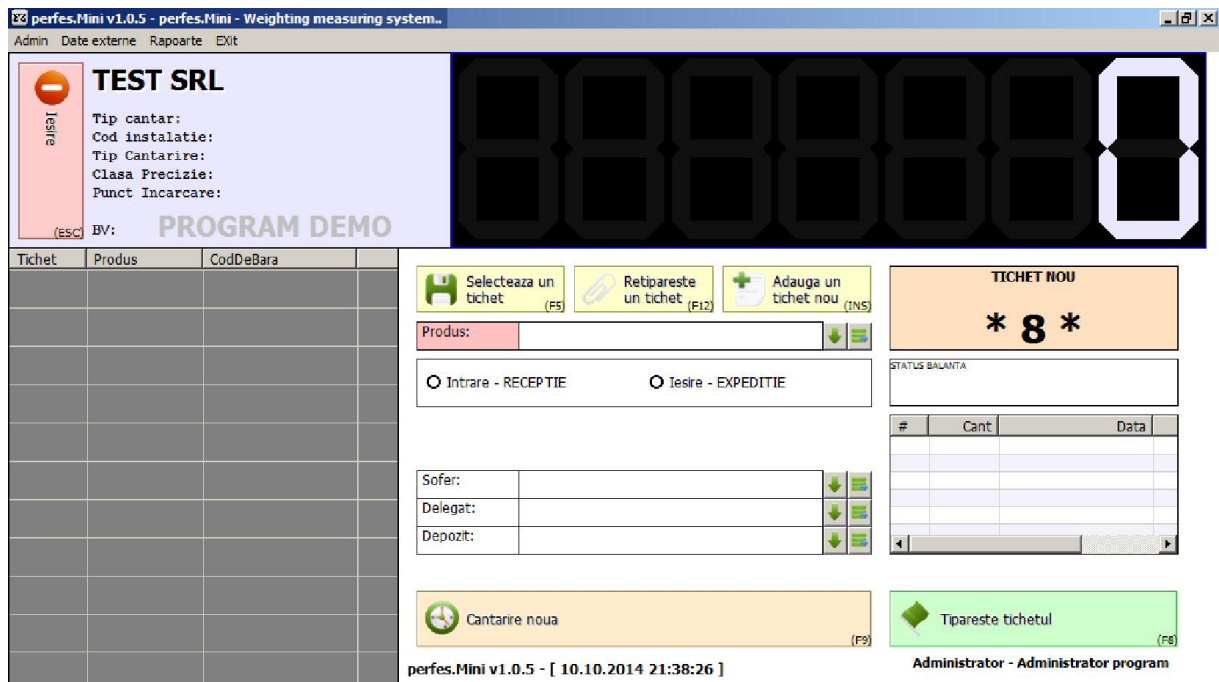 perfes.Mini v1.0.5 - perfes.Mini - Weighting measuring system..
Admin Date externe Rapoarte EXit
TEST SRL
Iesire
(ESC)
Tip cantar:
Cod instalatie:
Tip Cantarire:
Clasa Precizie:
Punct Incarcare:
BV:
PROGRAM DEMO
0
Tichet Produs CodDeBara
Selecteaza un
tichet (F5)
Retipareste
un tichet (F12)
Adauga un
tichet nou (INS)
TICHET NOU
* 8 *
Produs:
Intrare - RECEPTIE Iesire - EXPEDITIE
STATUS BALANTA
# Cant Data
Sofer:
Delegat:
Depozit:
Cantarire noua (F9)
Tipareste tichetul (F8)
perfes.Mini v1.0.5 - [ 10.10.2014 21:38:26 ]
Administrator - Administrator program